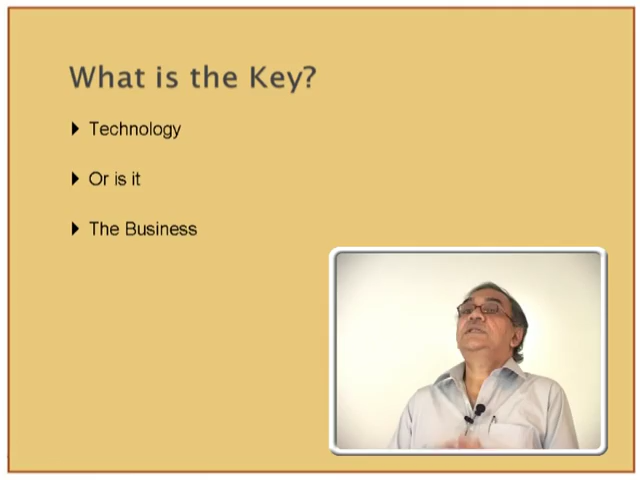 What is the Key?
Technology
Or is it
The Business